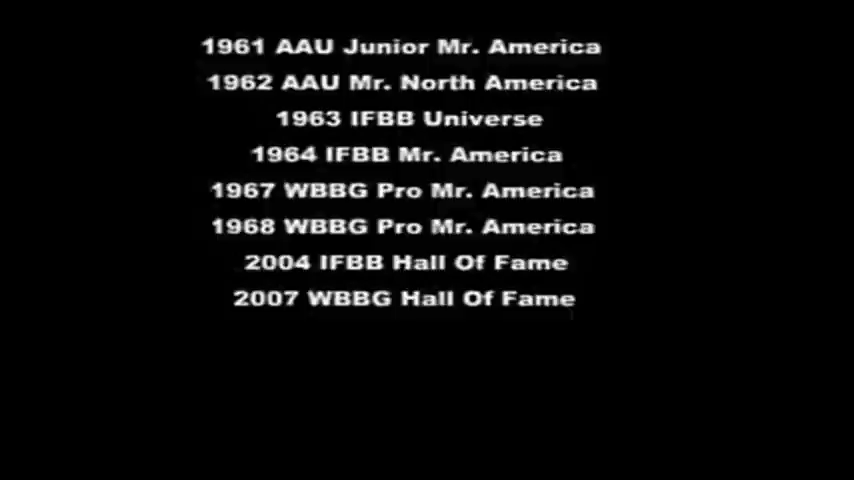 1961 AAU Junior Mr. America
1962 AAU Mr. North America
1963 IFBB Universe
1964 IFBB Mr. America
1967 WBBG Pro Mr. America
1968 WBBG Pro Mr. America
2004 IFBB Hall Of Fame
2007 WBBG Hall Of Fame